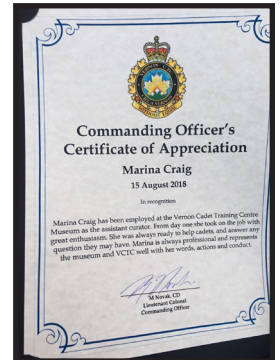 Commanding Officer's
Certificate of Appreciation
Marina Craig
15 August 2018
In recognition
Marina Craig has been employed at the Vernon Cadet Training Centre
Museum as the assistant curator. From day one she took on the job with
great enthusiasm. She was always ready to help cadets, and answer any
question they may have. Marina is always professional and represents
the museum and VCTC well with her words, actions and conduct.
M Novak, CD
Lieutenant Colonel
Commanding Officer